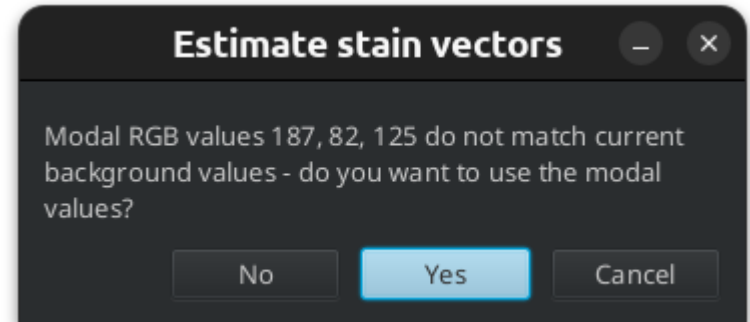 Estimate stain vectors
Modal RGB values 187, 82, 125 do not match current
background values - do you want to use the modal
values?
No Yes Cancel